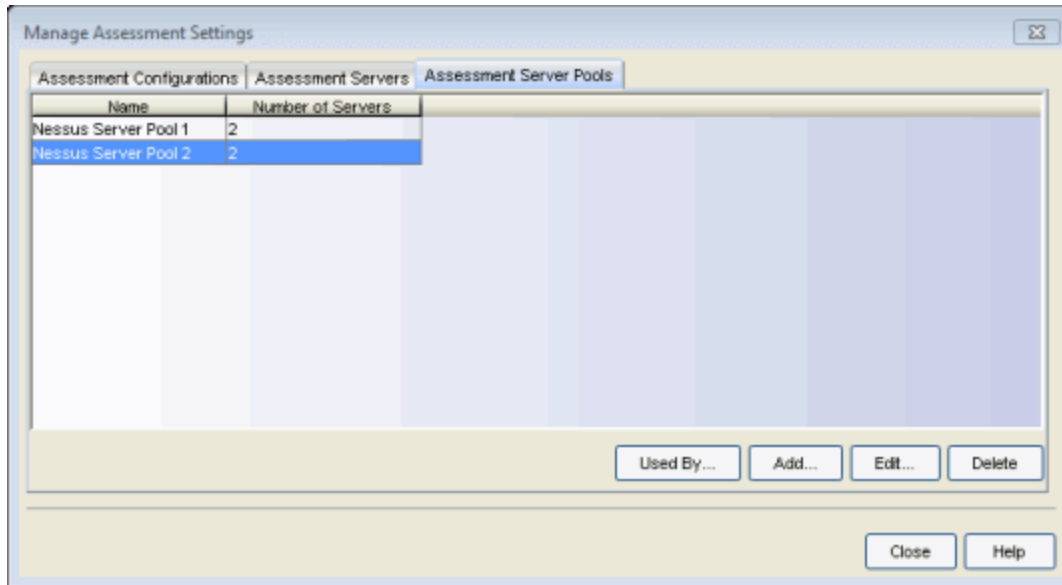 Manage Assessment Settings
Assessment Configurations Assessment Servers Assessment Server Pools
Name Number of Servers
Nessus Server Pool 1 2
Nessus Server Pool 2 2
Used By... Add... Edit... Delete
Close Help